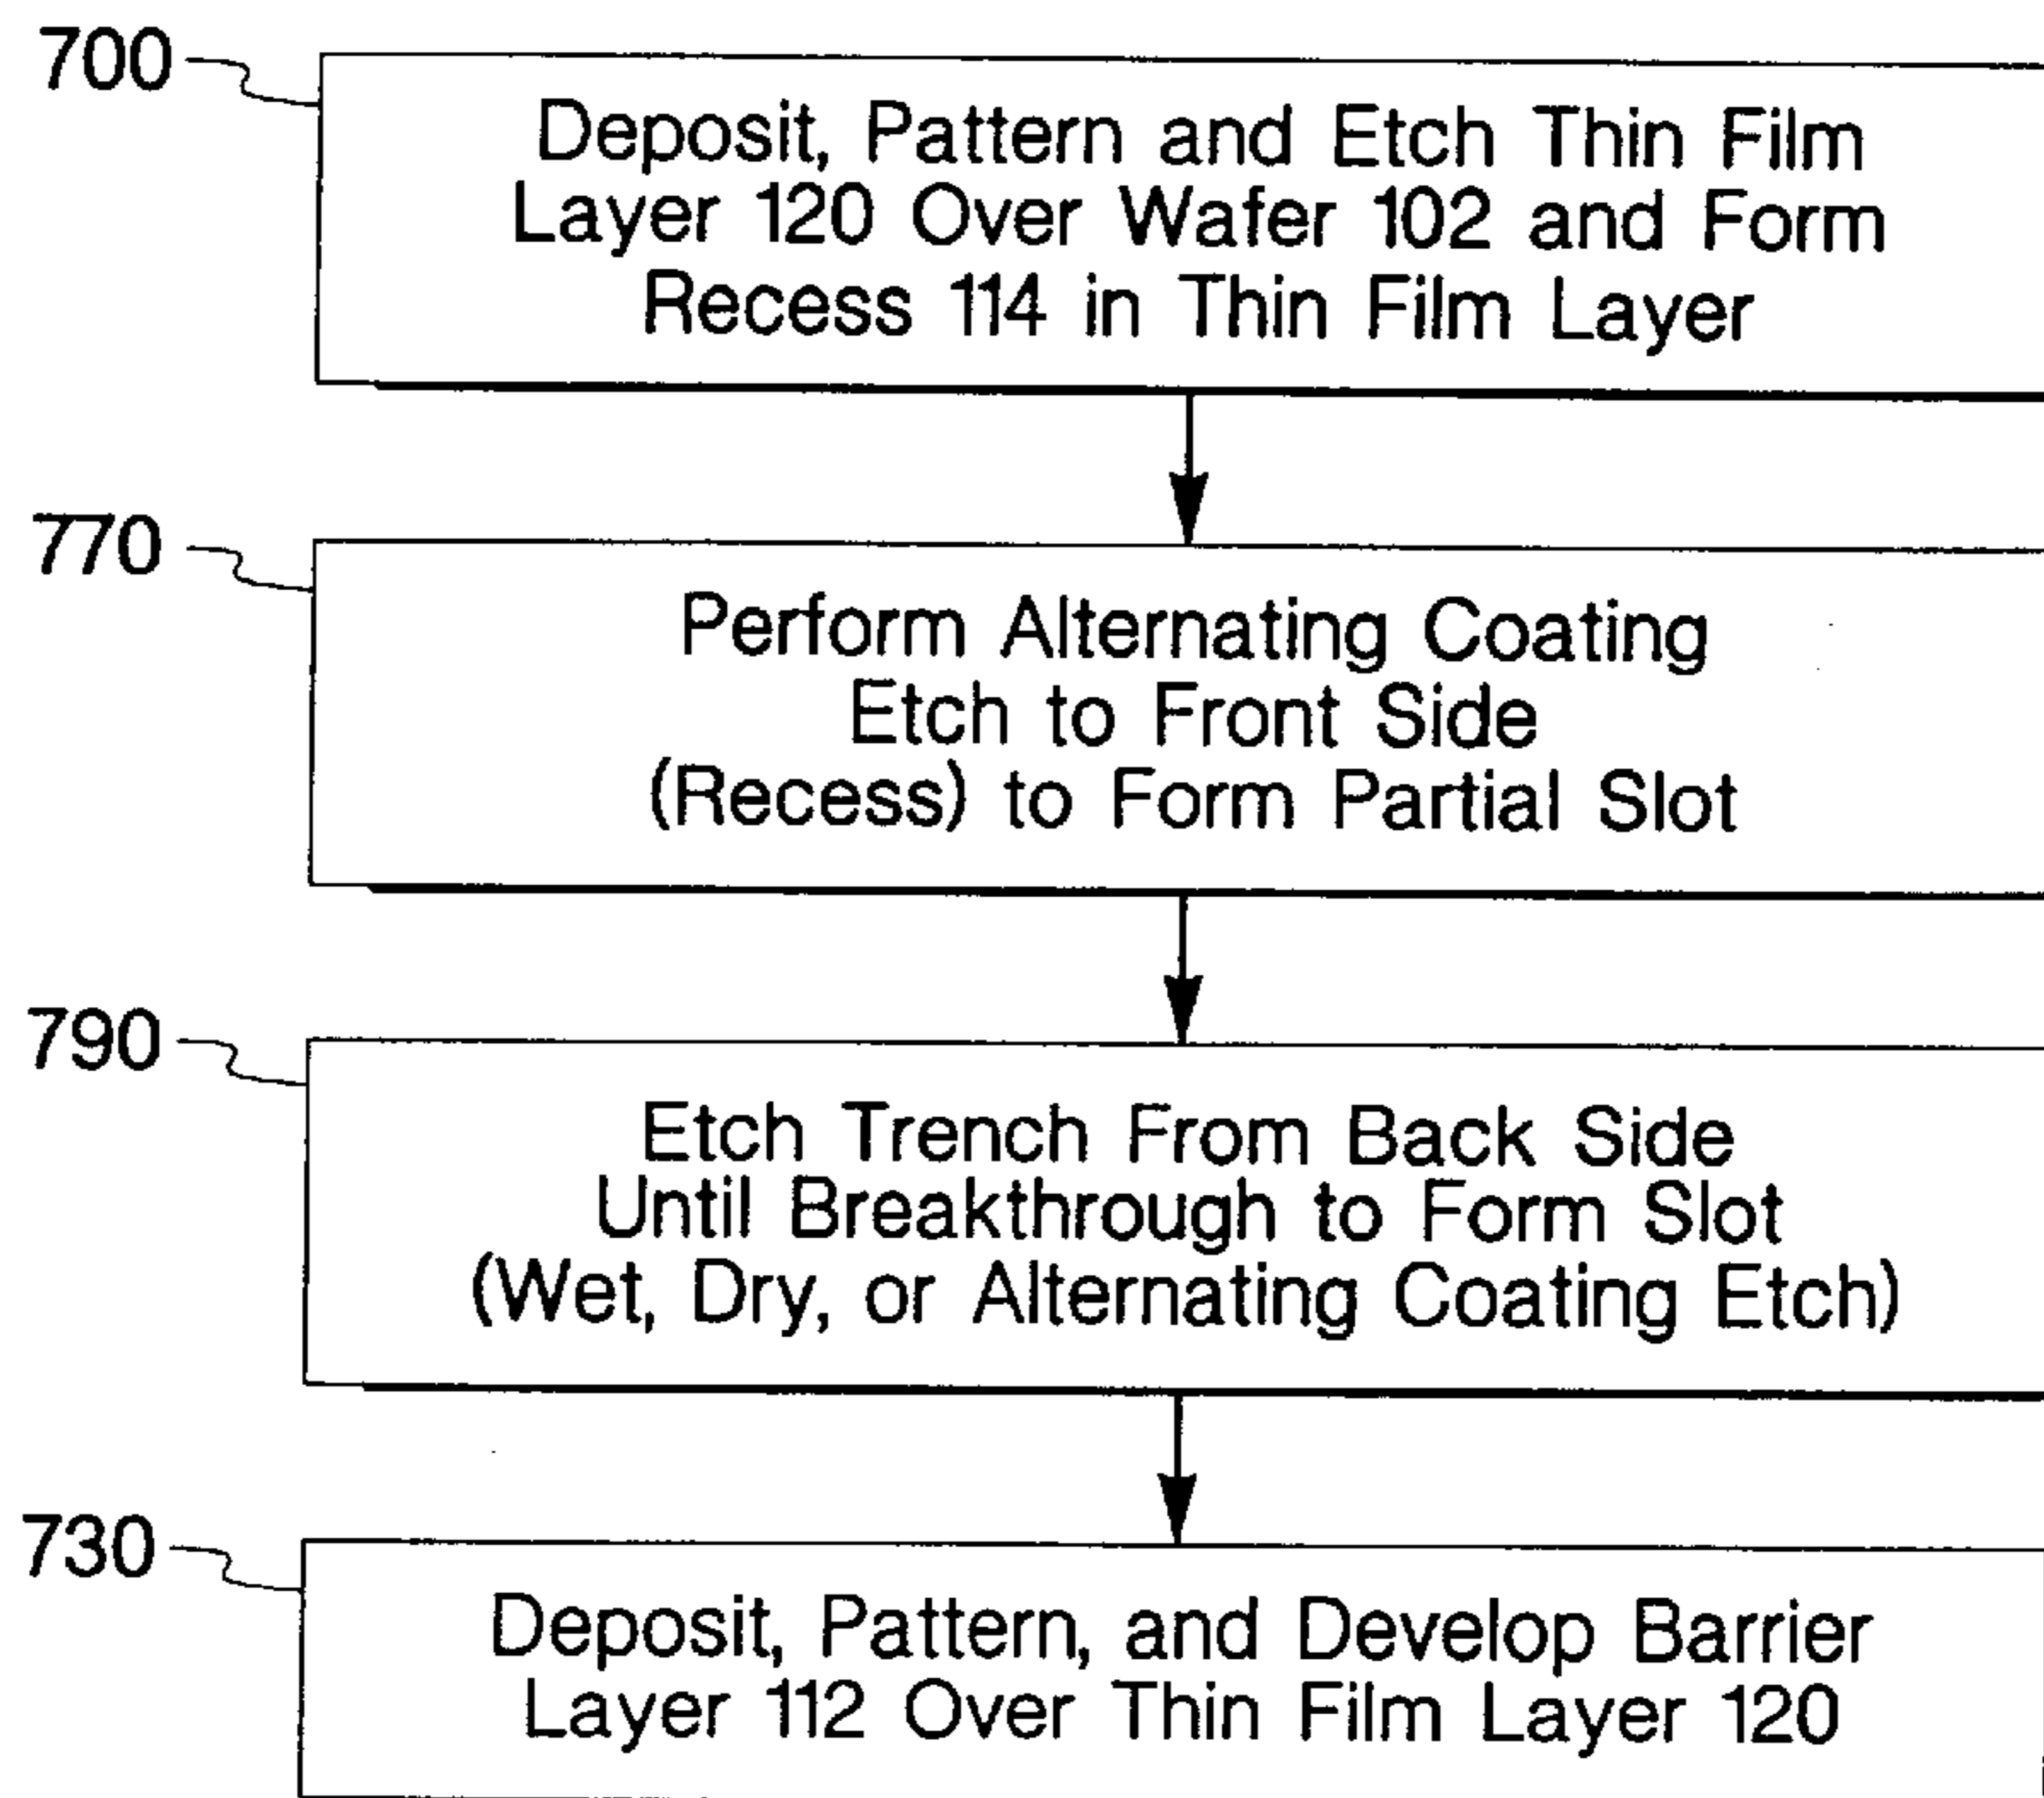 700
Deposit, Pattern and Etch Thin Film
Layer 120 Over Wafer 102 and Form
Recess 114 in Thin Film Layer
770
Perform Alternating Coating
Etch to Front Side
(Recess) to Form Partial Slot
790
Etch Trench From Back Side
Until Breakthrough to Form Slot
(Wet, Dry, or Alternating Coating Etch)
730
Deposit, Pattern, and Develop Barrier
Layer 112 Over Thin Film Layer 120